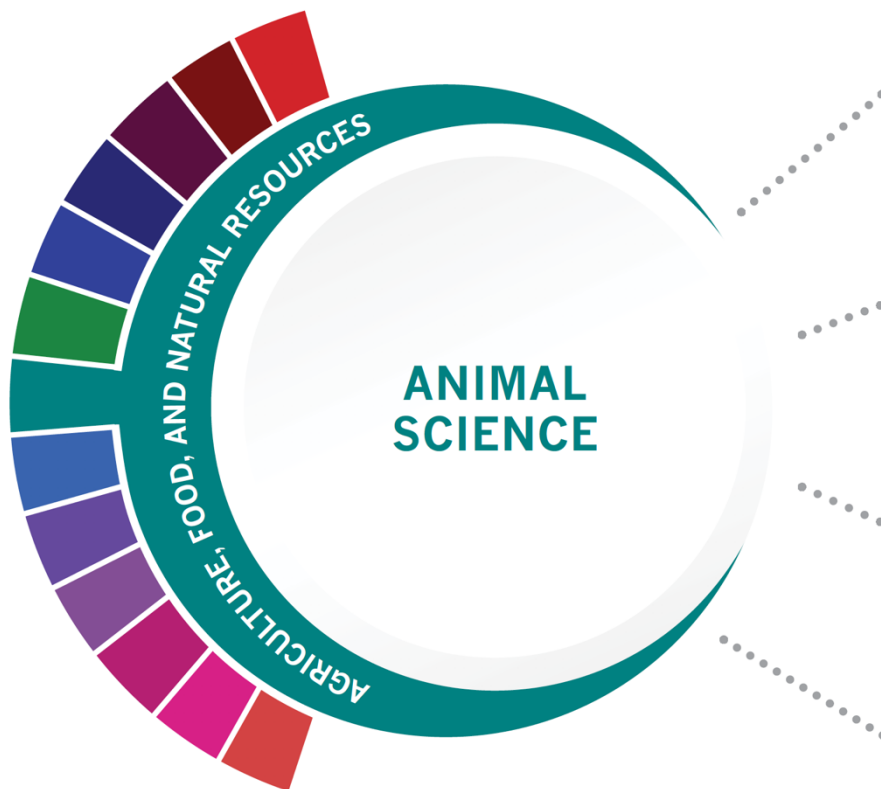 AGRICULTURE, FOOD, AND NATURAL RESOURCES
ANIMAL
SCIENCE